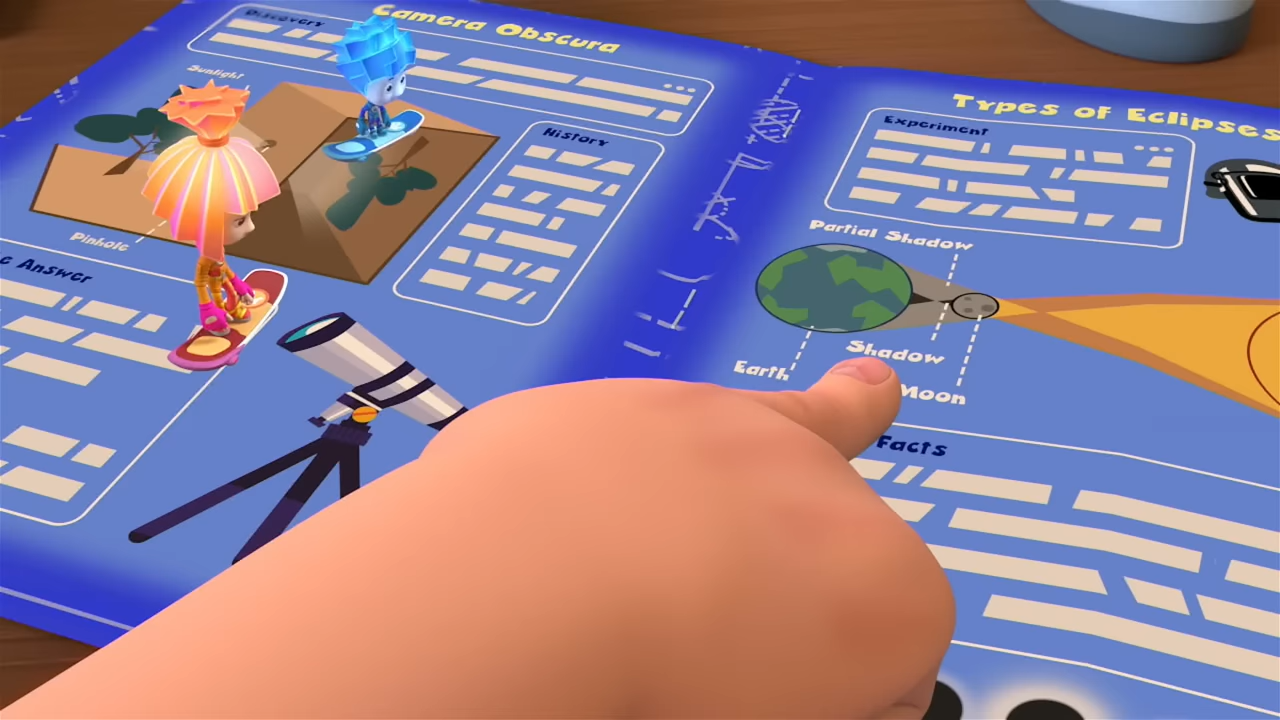 Camera Obscura
Discovery
Sunlight
History
Pinhole
Answer
Types of Eclipses
Experiment
Partial Shadow
Shadow
Earth
Moon
Facts